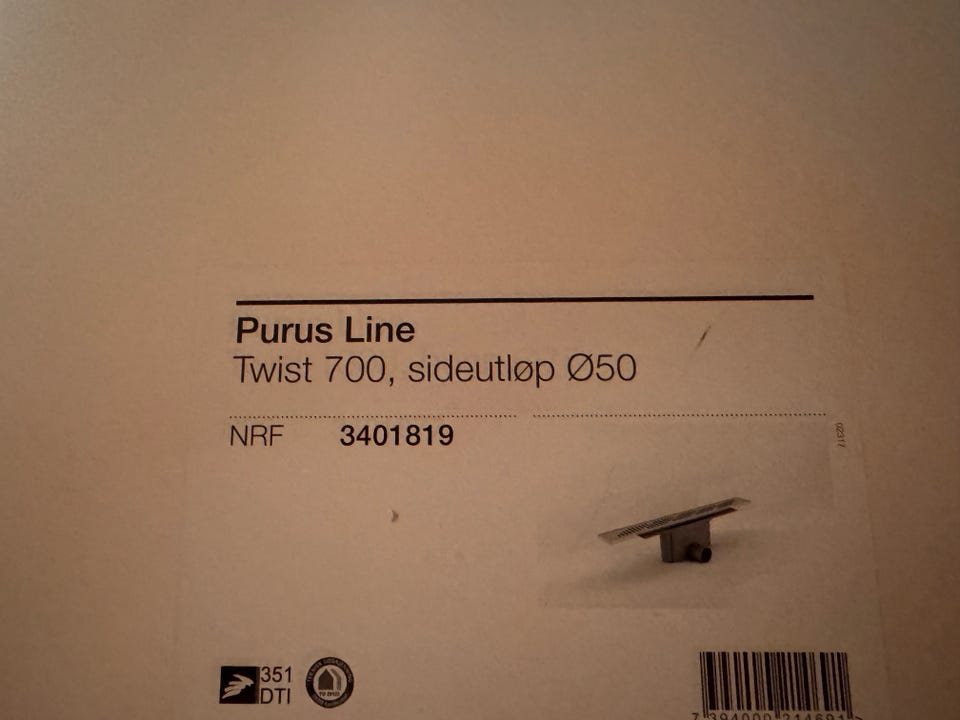 Purus Line
Twist 700, sideutløp Ø50
NRF 3401819
351
DTI